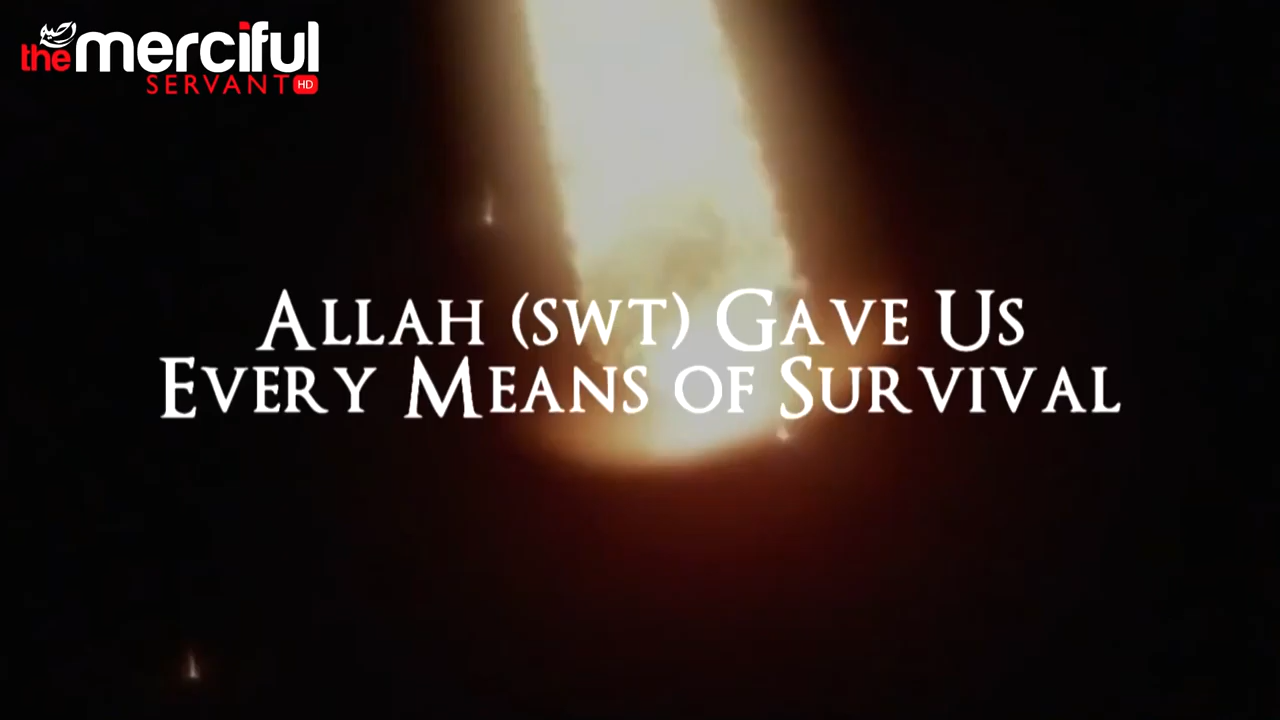 the merciful
SERVANT HD
ALLAH (SWT) GAVE US
EVERY MEANS OF SURVIVAL